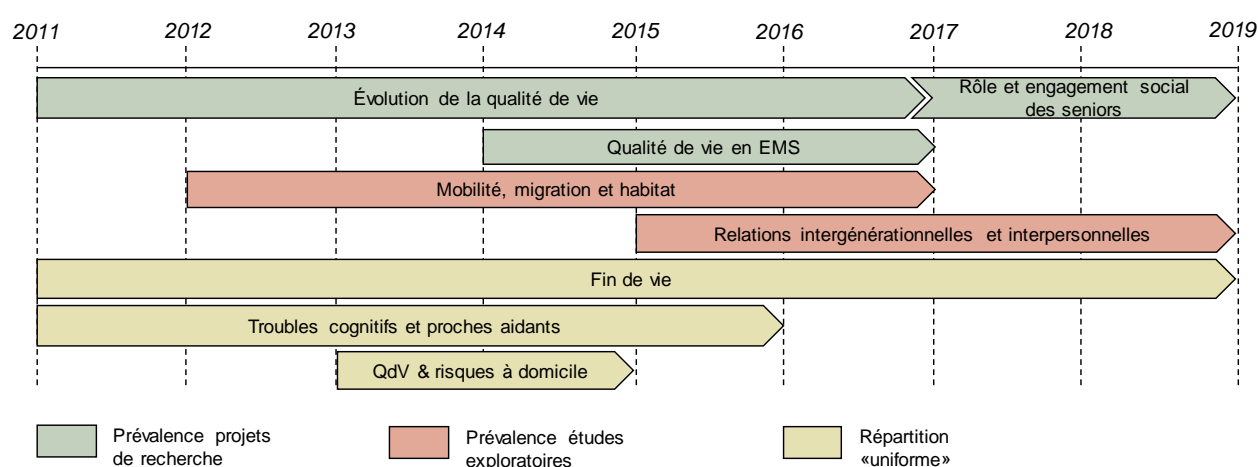 2011 2012 2013 2014 2015 2016 2017 2018 2019
Évolution de la qualité de vie
Rôle et engagement social
des seniors
Qualité de vie en EMS
Mobilité, migration et habitat
Relations intergénérationnelles et interpersonnelles
Fin de vie
Troubles cognitifs et proches aidants
QdV & risques à domicile
Prévalence projets
de recherche
Prévalence études
exploratoires
Répartition
«uniforme»